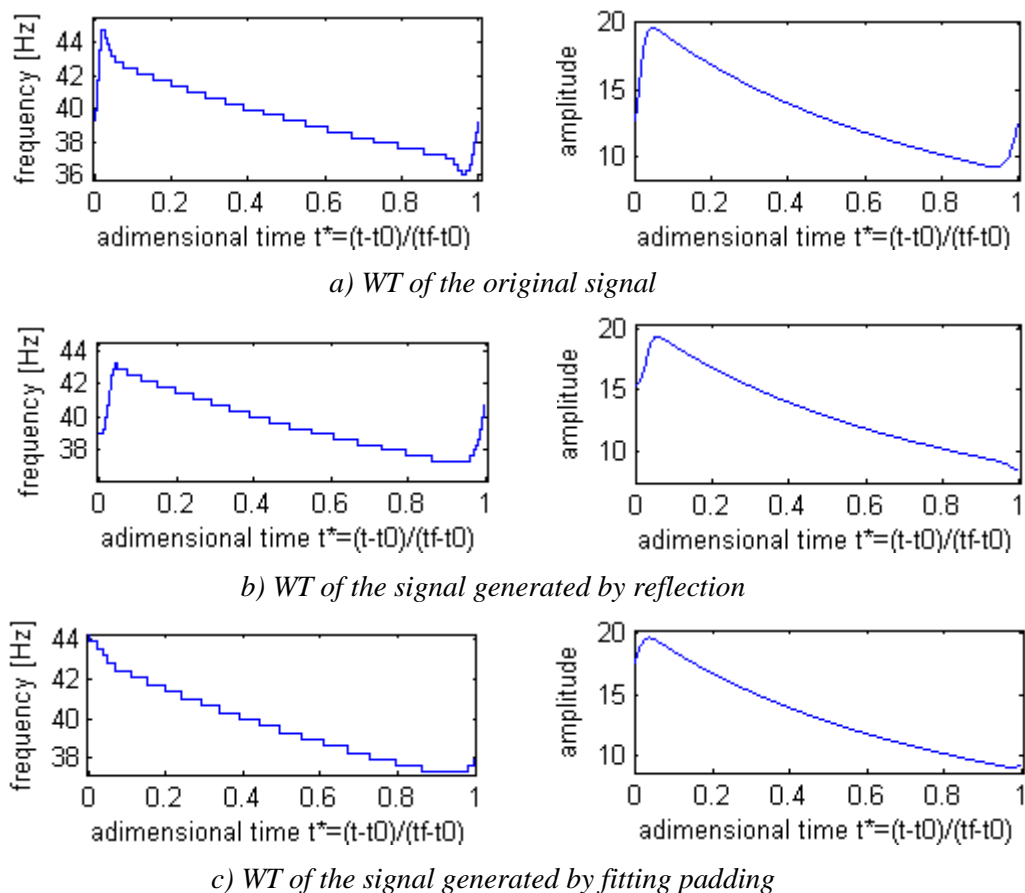 frequency [Hz]
44
42
40
38
36
0 0.2 0.4 0.6 0.8 1
adimensional time t*=(t-t0)/(tf-t0)
amplitude
20
15
10
0 0.2 0.4 0.6 0.8 1
adimensional time t*=(t-t0)/(tf-t0)
a) WT of the original signal
frequency [Hz]
44
42
40
38
0 0.2 0.4 0.6 0.8 1
adimensional time t*=(t-t0)/(tf-t0)
amplitude
20
15
10
0 0.2 0.4 0.6 0.8 1
adimensional time t*=(t-t0)/(tf-t0)
b) WT of the signal generated by reflection
frequency [Hz]
44
42
40
38
0 0.2 0.4 0.6 0.8 1
adimensional time t*=(t-t0)/(tf-t0)
amplitude
20
15
10
0 0.2 0.4 0.6 0.8 1
adimensional time t*=(t-t0)/(tf-t0)
c) WT of the signal generated by fitting padding